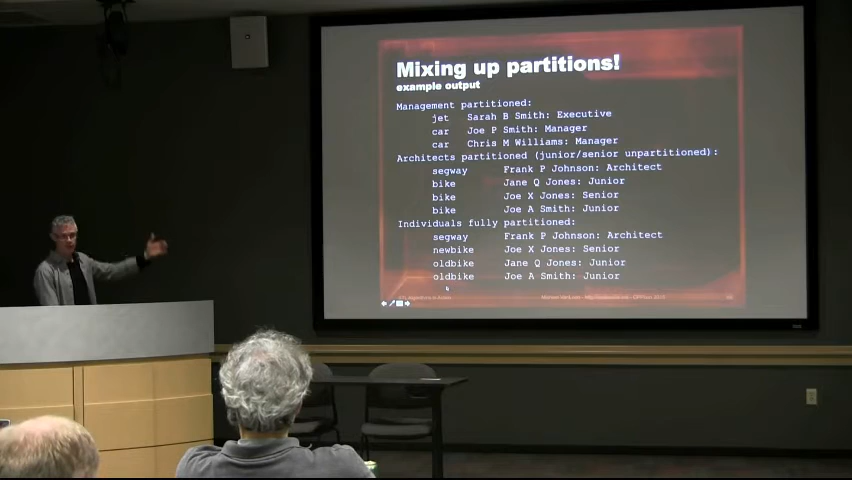 Mixing up partitions!
example output
Management partitioned:
jet Sarah B Smith: Executive
car Joe P Smith: Manager
car Chris M Williams: Manager
Architects partitioned (junior/senior unpartitioned):
segway Frank P Johnson: Architect
bike Jane Q Jones: Junior
bike Joe X Jones: Senior
bike Joe A Smith: Junior
Individuals fully partitioned:
segway Frank P Johnson: Architect
newbike Joe X Jones: Senior
oldbike Jane Q Jones: Junior
oldbike Joe A Smith: Junior